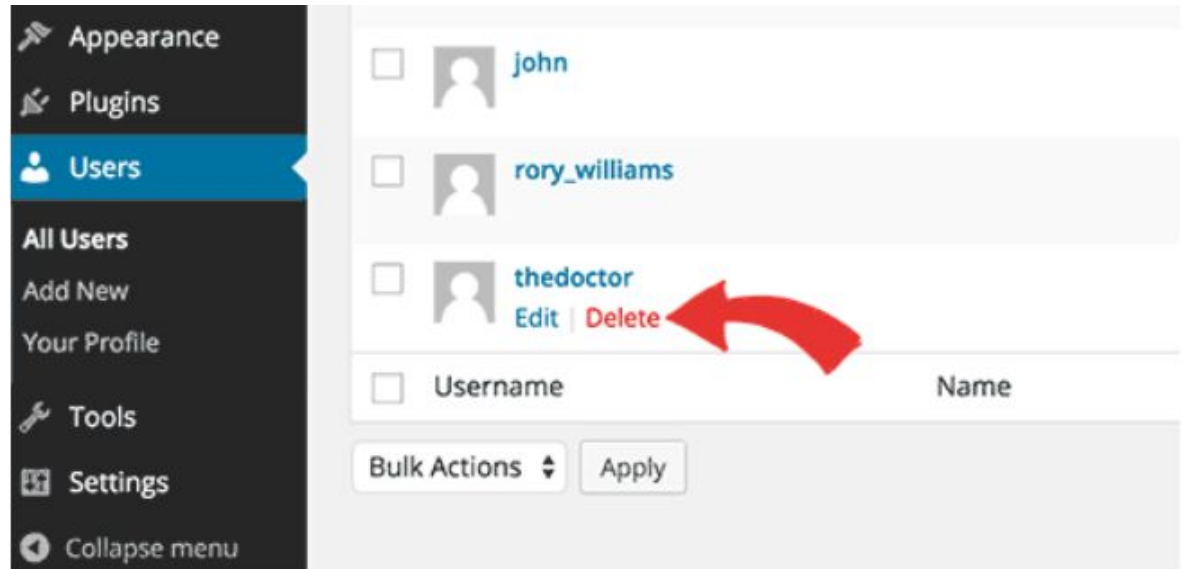 Appearance
Plugins
Users
All Users
Add New
Your Profile
Tools
Settings
Collapse menu
john
rory_williams
thedoctor
Edit | Delete
Username Name
Bulk Actions Apply